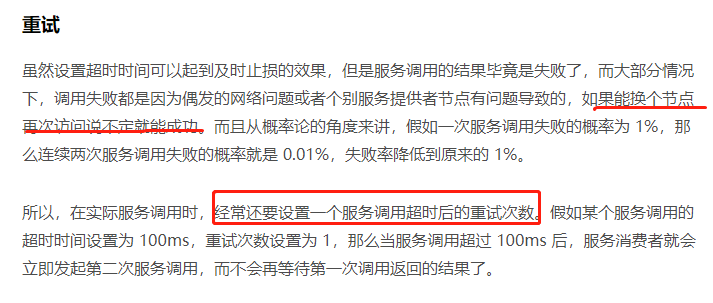 重试
虽然设置超时时间可以起到及时止损的效果，但是服务调用的结果毕竟是失败了，而大部分情况
下，调用失败都是因为偶发的网络问题或者个别服务提供者节点有问题导致的，如果能换个节点
再次访问说不定就能成功。而且从概率论的角度来讲，假如一次服务调用失败的概率为 1%，那
么连续两次服务调用失败的概率就是 0.01%，失败率降低到原来的 1%。
所以，在实际服务调用时，经常还要设置一个服务调用超时后的重试次数。假如某个服务调用的
超时时间设置为 100ms，重试次数设置为 1，那么当服务调用超过 100ms 后，服务消费者就会
立即发起第二次服务调用，而不会再等待第一次调用返回的结果了。